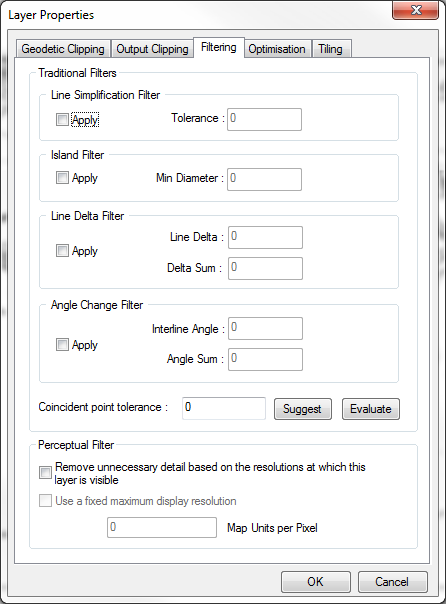 Layer Properties
Geodetic Clipping Output Clipping Filtering Optimisation Tiling
Traditional Filters
Line Simplification Filter
Apply Tolerance : 0
Island Filter
Apply Min Diameter : 0
Line Delta Filter
Apply Line Delta : 0
Delta Sum : 0
Angle Change Filter
Interline Angle : 0
Apply
Angle Sum : 0
Coincident point tolerance : 0 Suggest Evaluate
Perceptual Filter
Remove unnecessary detail based on the resolutions at which this
layer is visible
Use a fixed maximum display resolution
0 Map Units per Pixel
OK Cancel